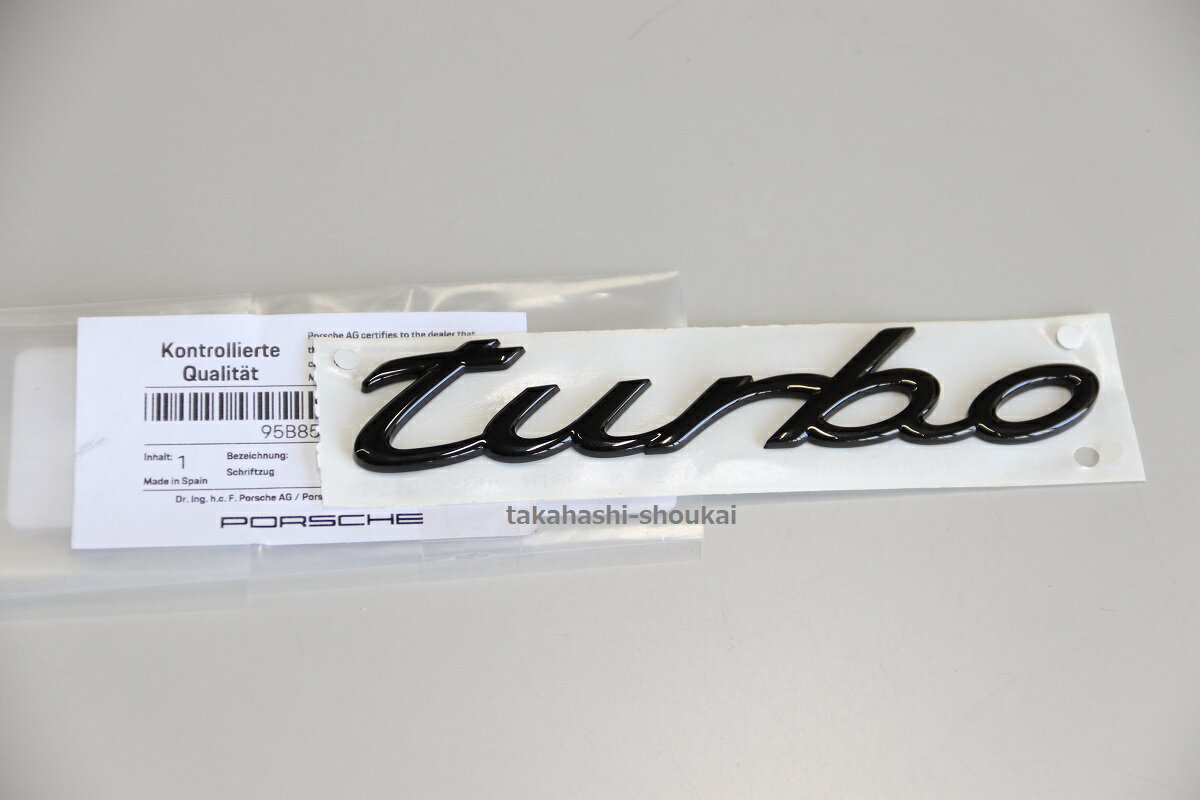 Kontrollierte
Qualität
Porsche AG certifies to the dealer that
95B85
Inhalt: 1
Bezeichnung:
Schriftzug
Made in Spain
Dr. Ing. h.c. F. Porsche AG / Pors
PORSCHE
turbo
takahashi-shoukai